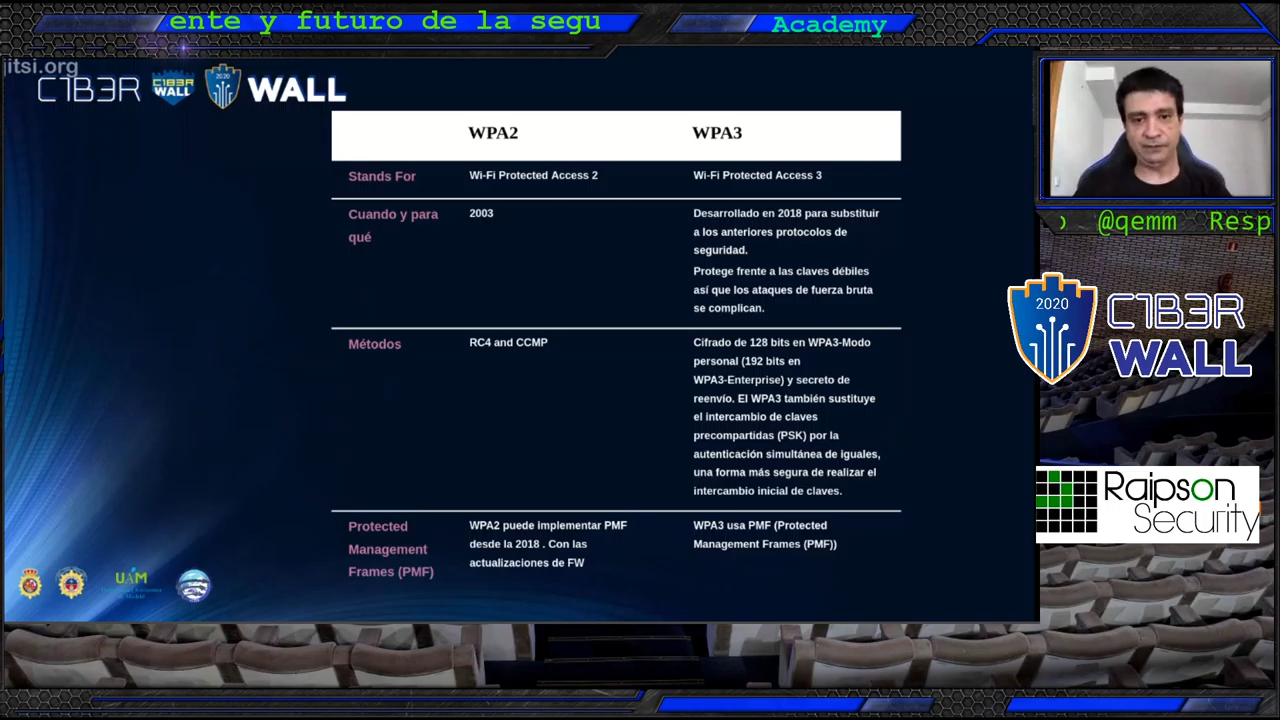 ente y futuro de la segu
Academy
jitsi.org
C1B3R
C1B3R
WALL
2020
WALL
WPA2 WPA3
Stands For Wi-Fi Protected Access 2 Wi-Fi Protected Access 3
Cuando y para
qué
2003
Desarrollado en 2018 para substituir
a los anteriores protocolos de
seguridad.
Protege frente a las claves débiles
así que los ataques de fuerza bruta
se complican.
Métodos
RC4 and CCMP
Cifrado de 128 bits en WPA3-Modo
personal (192 bits en
WPA3-Enterprise) y secreto de
reenvío. El WPA3 también sustituye
el intercambio de claves
precompartidas (PSK) por la
autenticación simultánea de iguales,
una forma más segura de realizar el
intercambio inicial de claves.
Protected
Management
Frames (PMF)
WPA2 puede implementar PMF
desde la 2018 . Con las
actualizaciones de FW
WPA3 usa PMF (Protected
Management Frames (PMF))
UAM
@qemm Resp
2020
C1B3R
WALL
Raipson
Security